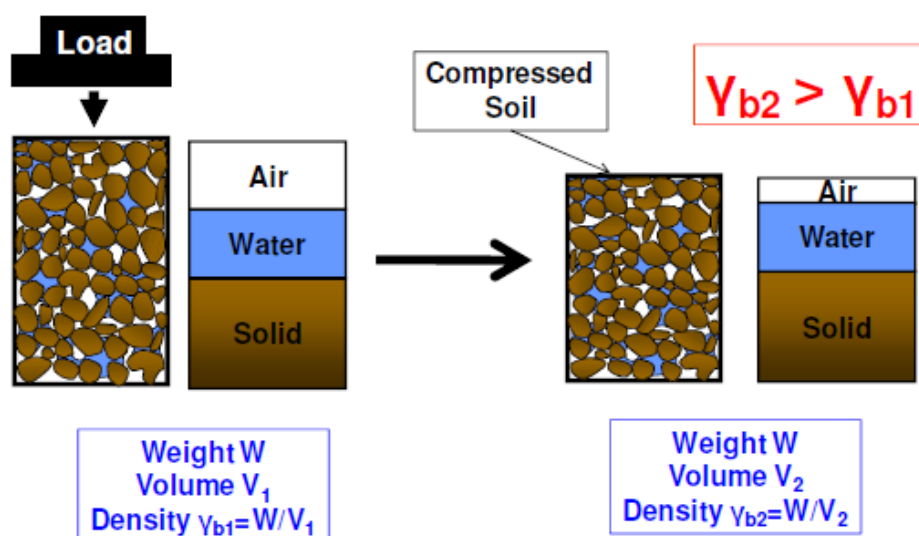 Load
Compressed
Soil
γb2 > γb1
Air
Water
Solid
Air
Water
Solid
Weight W
Volume V₁
Density γb1=W/V₁
Weight W
Volume V₂
Density γb2=W/V₂